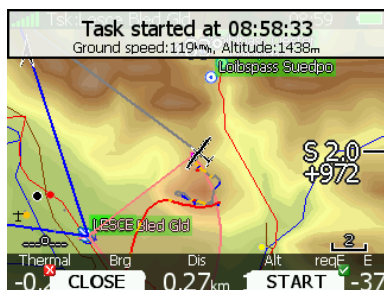 Task started at 08:58:33
Ground speed:119km/h, Altitude:1438m
Loibspass Suedpo
S 2.0
+972
LESCE Bled Gld
2
Thermal Brg Dis Alt reqE E
CLOSE 0.27km START -37